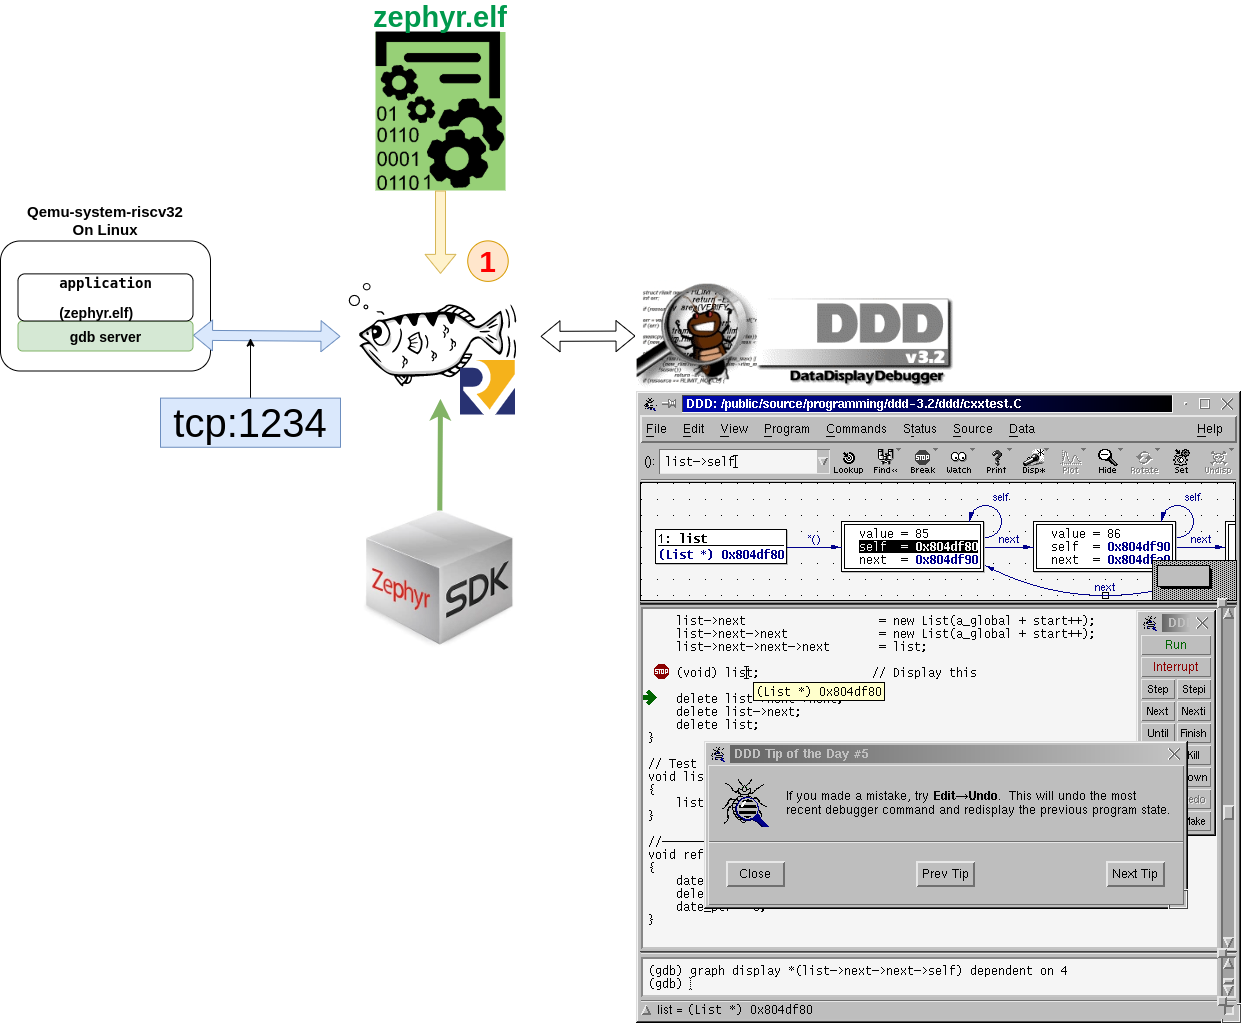 zephyr.elf
01
0110
0001
01101
Qemu-system-riscv32
On Linux
application
(zephyr.elf)
gdb server
1
tcp:1234
Zephyr
SDK
DDD
v3.2
DataDisplayDebugger
DDD: /public/source/programming/ddd-3.2/ddd/cxxtest.C
File Edit View Program Commands Status Source Data Help
(): list->self
Lookup Find<< Break Watch Print Disp* Plot Hide Rotate Set Undisp
1: list
(List *) 0x804df80
*()
value = 85
self = 0x804df80
next = 0x804df90
self
next
value = 86
self = 0x804df90
next = 0x804dfa0
self
next
next
list->next = new List(a_global + start++);
list->next->next = new List(a_global + start++);
list->next->next->next = list;
STOP (void) list; // Display this
(List *) 0x804df80
delete list
delete list->next;
delete list;
}
// Test
void lis
{
list
}
//
void ref
{
date
dele
}
DDD
Run
Interrupt
Step Stepi
Next Nexti
Until Finish
Kill
own
edo
Make
DDD Tip of the Day #5
If you made a mistake, try Edit→Undo. This will undo the most
recent debugger command and redisplay the previous program state.
Close Prev Tip Next Tip
(gdb) graph display *(list->next->next->self) dependent on 4
(gdb)
list = (List *) 0x804df80